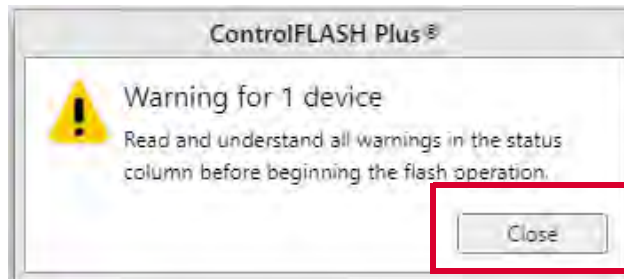 ControlFLASH Plus®
Warning for 1 device
Read and understand all warnings in the status
column before beginning the flash operation.
Close